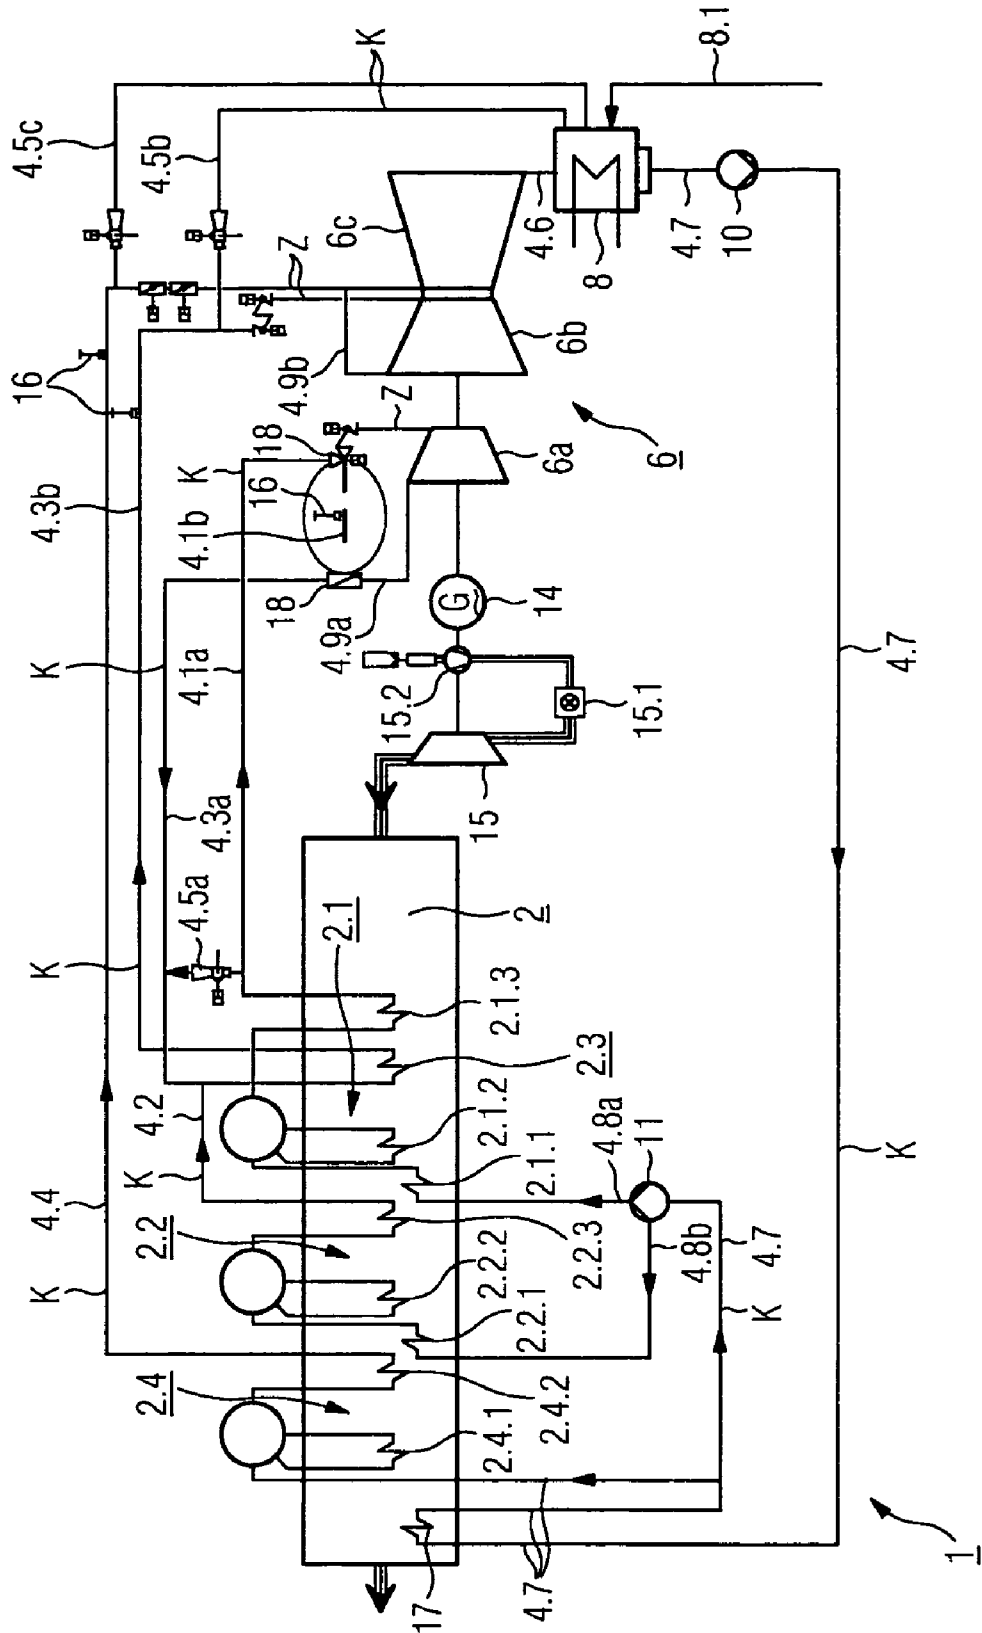 16 4.5c
K 4.4 K K 4.3b
2.4 2.2 K 4.2 4.5b
4.5a 4.1a 4.1b K
4.3a
16 18
18 Z
2.1 4.9a 4.9b 6c
K
15.2 Z
17 G
15
2.4.1 2.1.2 2.1.3
2.2.2
4.7 2.2.1 2.1.1 2 14 6a 4.6
2.4.2
2.2.3 2.3 6b 8
4.8a
11 15.1 6 4.7
4.8b 8.1
10
K 4.7
K 4.7
1